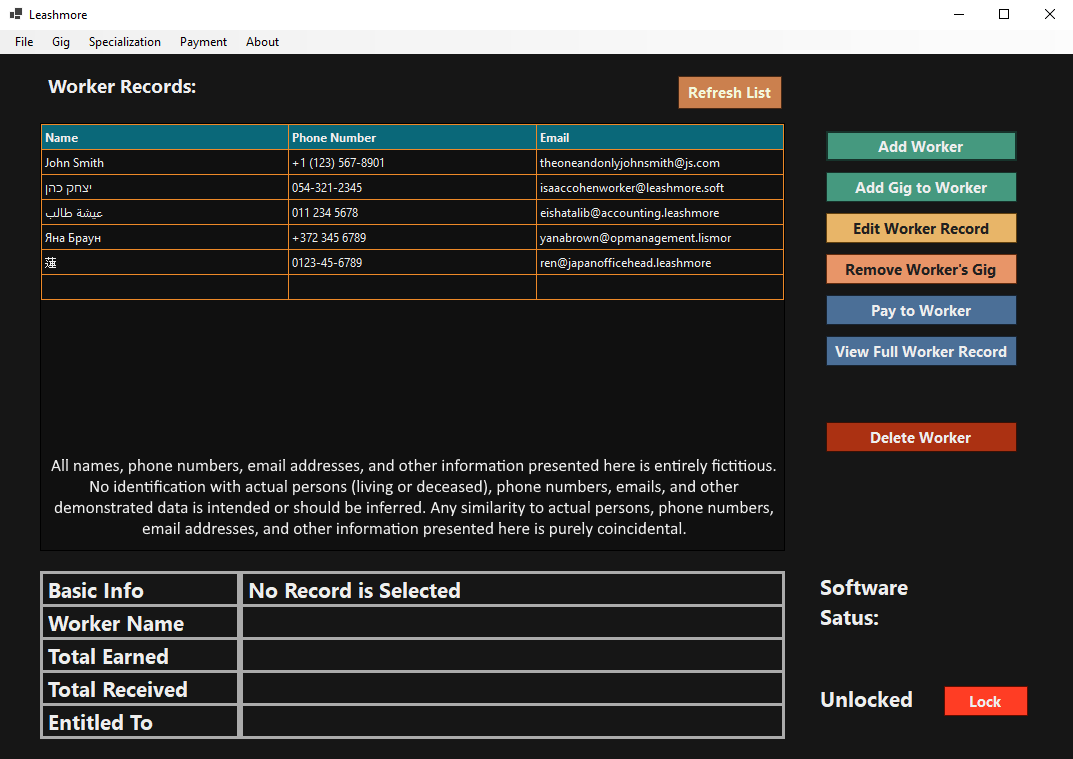 Leashmore
File Gig Specialization Payment About
Worker Records:
Refresh List
Name Phone Number Email
John Smith +1 (123) 567-8901 theoneandonlyjohnsmith@js.com
יצחק כהן 054-321-2345 isaaccohenworker@leashmore.soft
عيشة طالب 011 234 5678 eishatalib@accounting.leashmore
Яна Браун +372 345 6789 yanabrown@opmanagement.lismor
蓮 0123-45-6789 ren@japanofficehead.leashmore
All names, phone numbers, email addresses, and other information presented here is entirely fictitious.
No identification with actual persons (living or deceased), phone numbers, emails, and other
demonstrated data is intended or should be inferred. Any similarity to actual persons, phone numbers,
email addresses, and other information presented here is purely coincidental.
Add Worker
Add Gig to Worker
Edit Worker Record
Remove Worker's Gig
Pay to Worker
View Full Worker Record
Delete Worker
Basic Info No Record is Selected
Worker Name
Total Earned
Total Received
Entitled To
Software
Satus:
Unlocked Lock